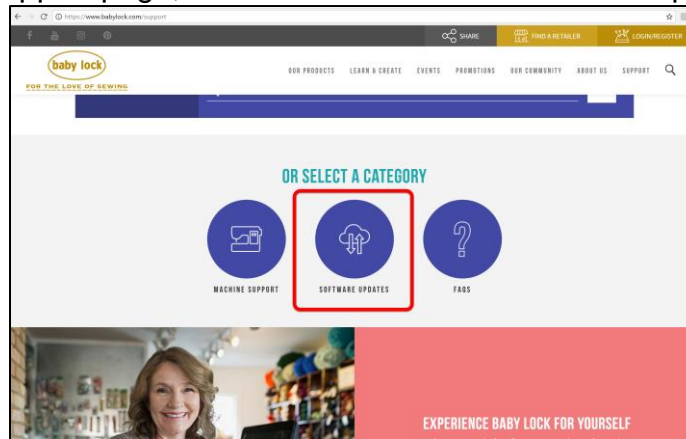 https://www.babylock.com/support
SHARE FIND A RETAILER LOGIN/REGISTER
baby lock
FOR THE LOVE OF SEWING
OUR PRODUCTS LEARN & CREATE EVENTS PROMOTIONS OUR COMMUNITY ABOUT US SUPPORT
OR SELECT A CATEGORY
MACHINE SUPPORT SOFTWARE UPDATES FAQS
EXPERIENCE BABY LOCK FOR YOURSELF